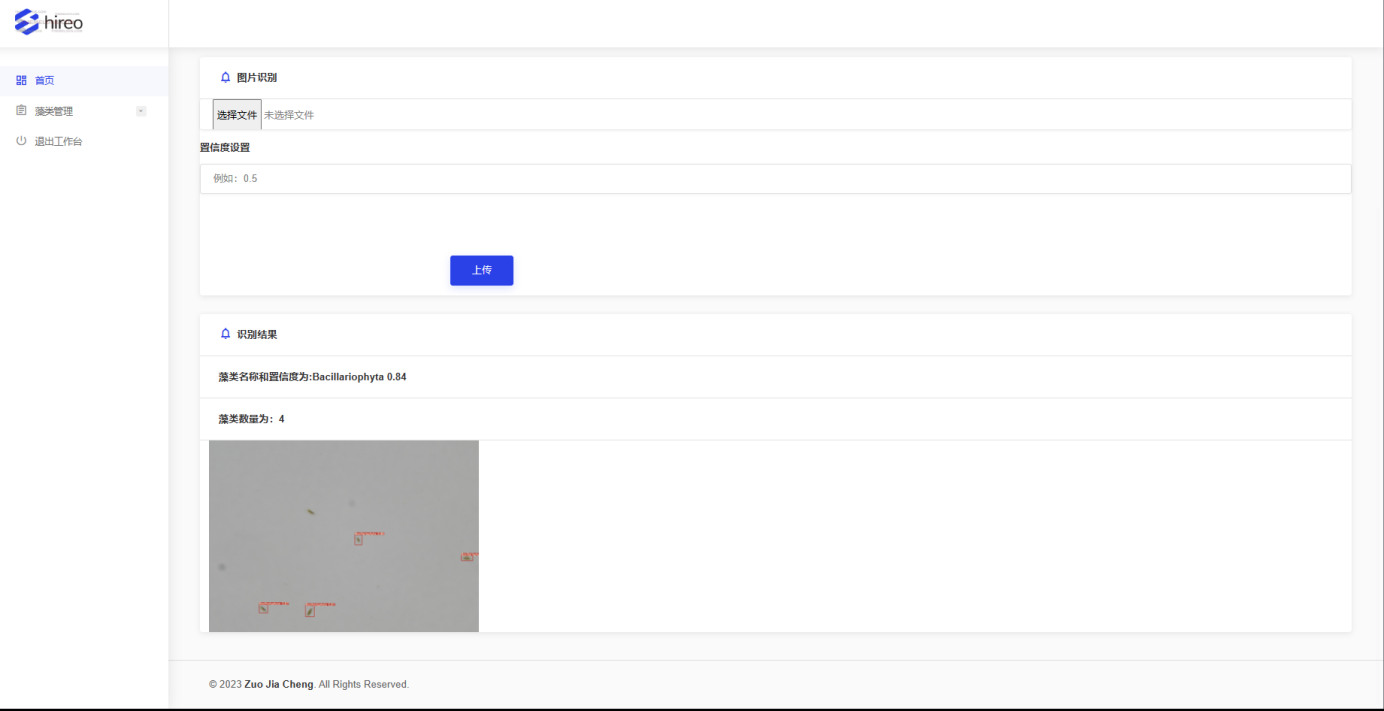 hireo
首页
藻类管理
退出工作台
图片识别
选择文件 未选择文件
置信度设置
例如：0.5
上传
识别结果
藻类名称和置信度为:Bacillariophyta 0.84
藻类数量为：4
© 2023 Zuo Jia Cheng. All Rights Reserved.